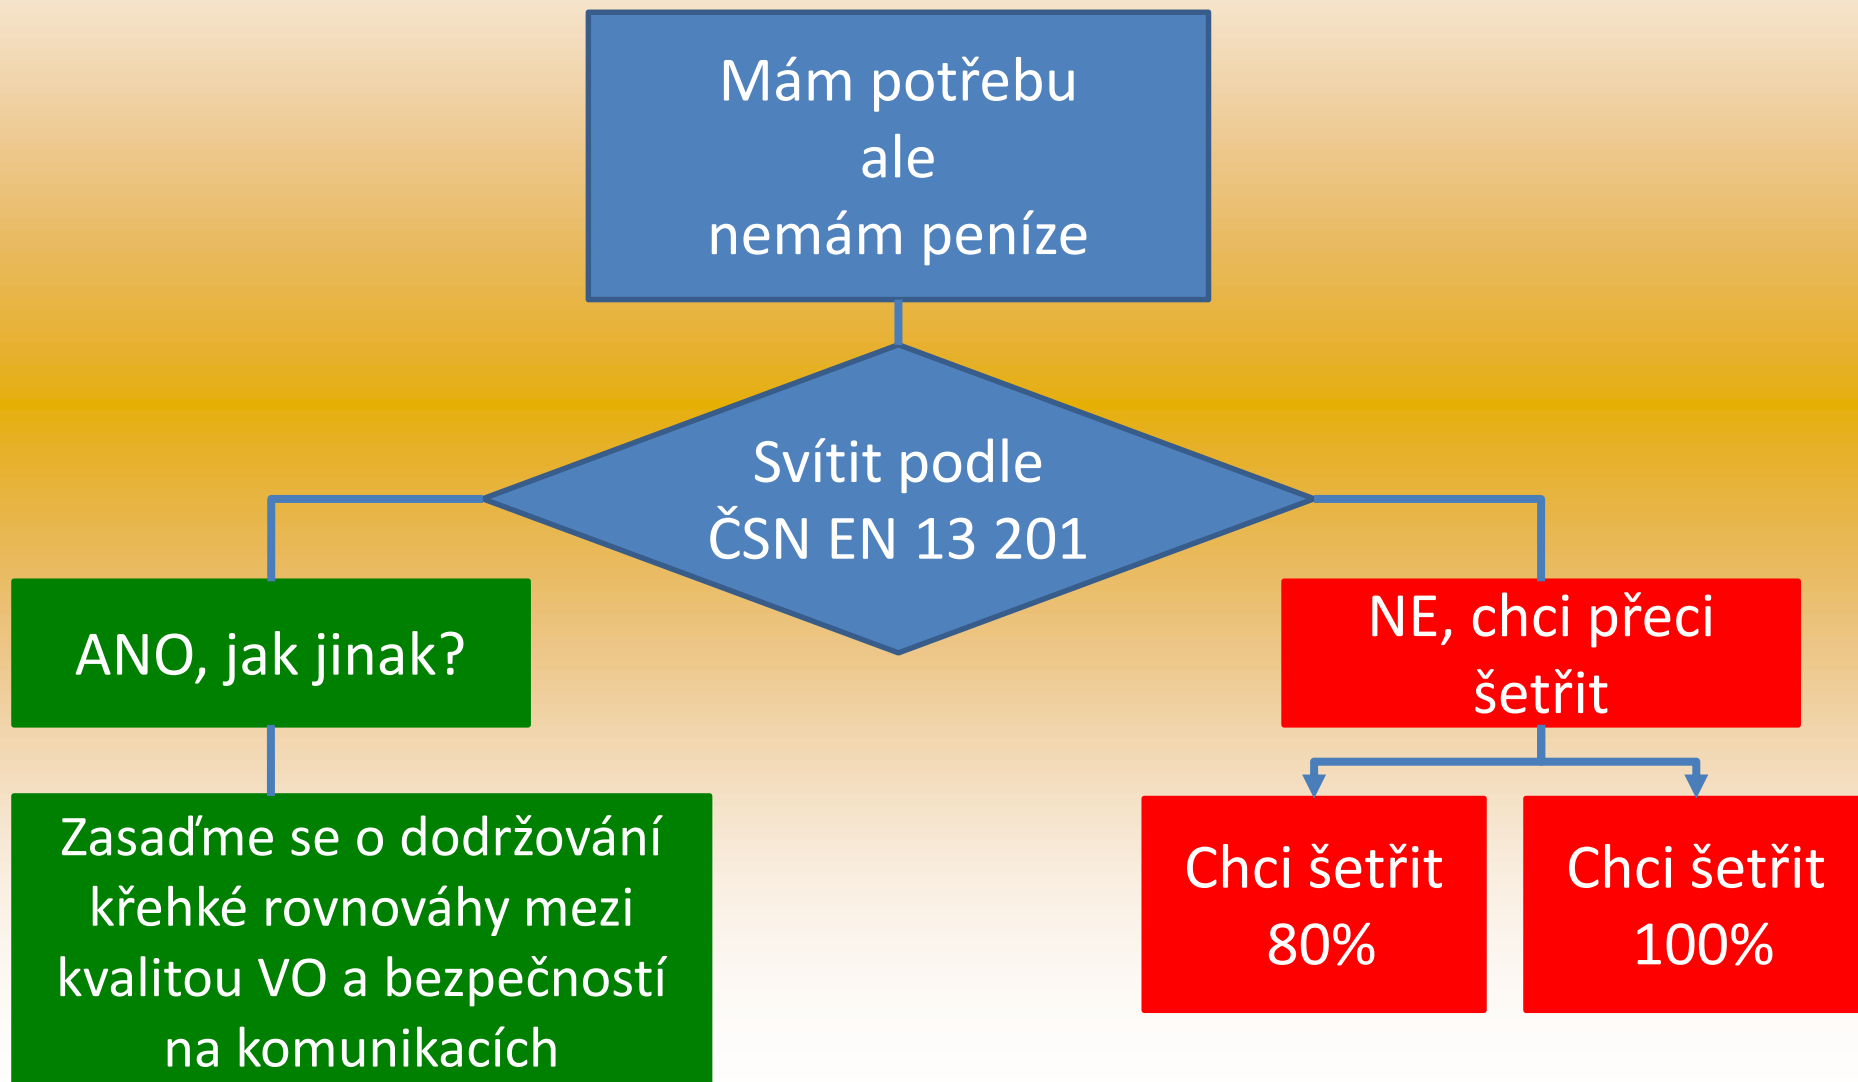 Mám potřebu
ale
nemám peníze
Svítit podle
ČSN EN 13 201
ANO, jak jinak?
NE, chci přeci
šetřit
Zasaďme se o dodržování
křehké rovnováhy mezi
kvalitou VO a bezpečností
na komunikacích
Chci šetřit
80%
Chci šetřit
100%